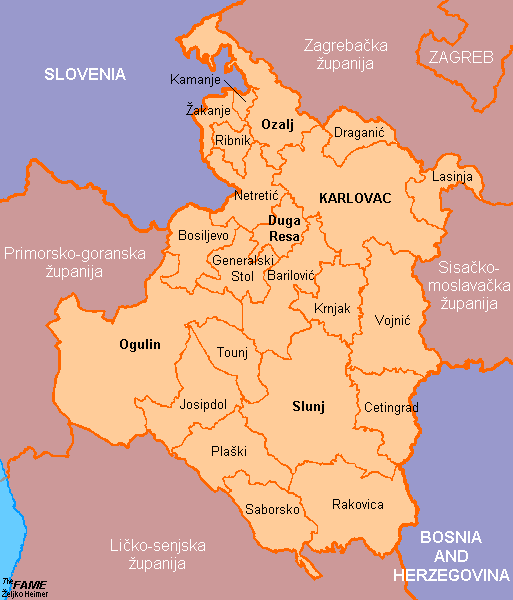 Zagrebačka
županija
ZAGREB
SLOVENIA
Kamanje
Žakanje
Ozalj
Draganić
Ribnik
Lasinja
Netretić
KARLOVAC
Duga
Resa
Bosiljevo
Primorsko-goranska
županija
Generalski
Stol
Barilović
Sisačko-
moslavačka
županija
Krnjak
Vojnić
Ogulin
Tounj
Josipdol
Slunj
Cetingrad
Plaški
Saborsko
Rakovica
Ličko-senjska
županija
BOSNIA
AND
HERZEGOVINA
The
FAME
Željko Heimer